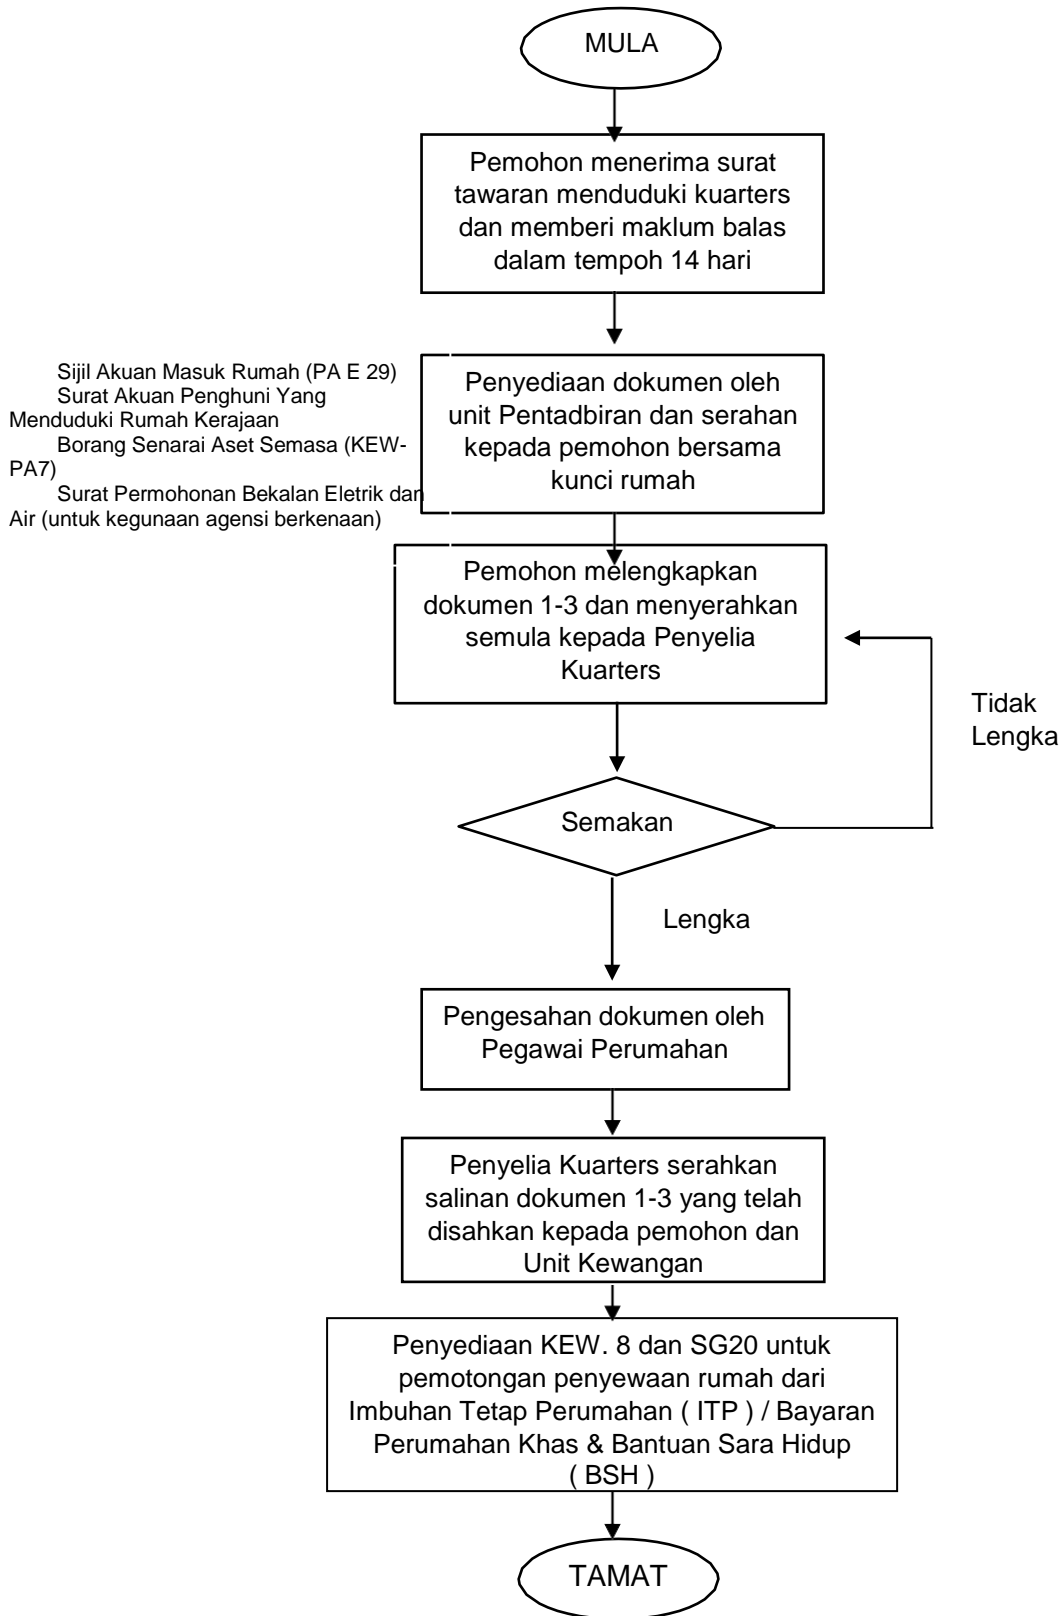 MULA
Pemohon menerima surat
tawaran menduduki kuarters
dan memberi maklum balas
dalam tempoh 14 hari
Sijil Akuan Masuk Rumah (PA E 29)
Surat Akuan Penghuni Yang
Menduduki Rumah Kerajaan
Borang Senarai Aset Semasa (KEW-
PA7)
Surat Permohonan Bekalan Eletrik dan
Air (untuk kegunaan agensi berkenaan)
Penyediaan dokumen oleh
unit Pentadbiran dan serahan
kepada pemohon bersama
kunci rumah
Pemohon melengkapkan
dokumen 1-3 dan menyerahkan
semula kepada Penyelia
Kuarters
Tidak
Lengka
Semakan
Lengka
Pengesahan dokumen oleh
Pegawai Perumahan
Penyelia Kuarters serahkan
salinan dokumen 1-3 yang telah
disahkan kepada pemohon dan
Unit Kewangan
Penyediaan KEW. 8 dan SG20 untuk
pemotongan penyewaan rumah dari
Imbuhan Tetap Perumahan ( ITP ) / Bayaran
Perumahan Khas & Bantuan Sara Hidup
( BSH )
TAMAT